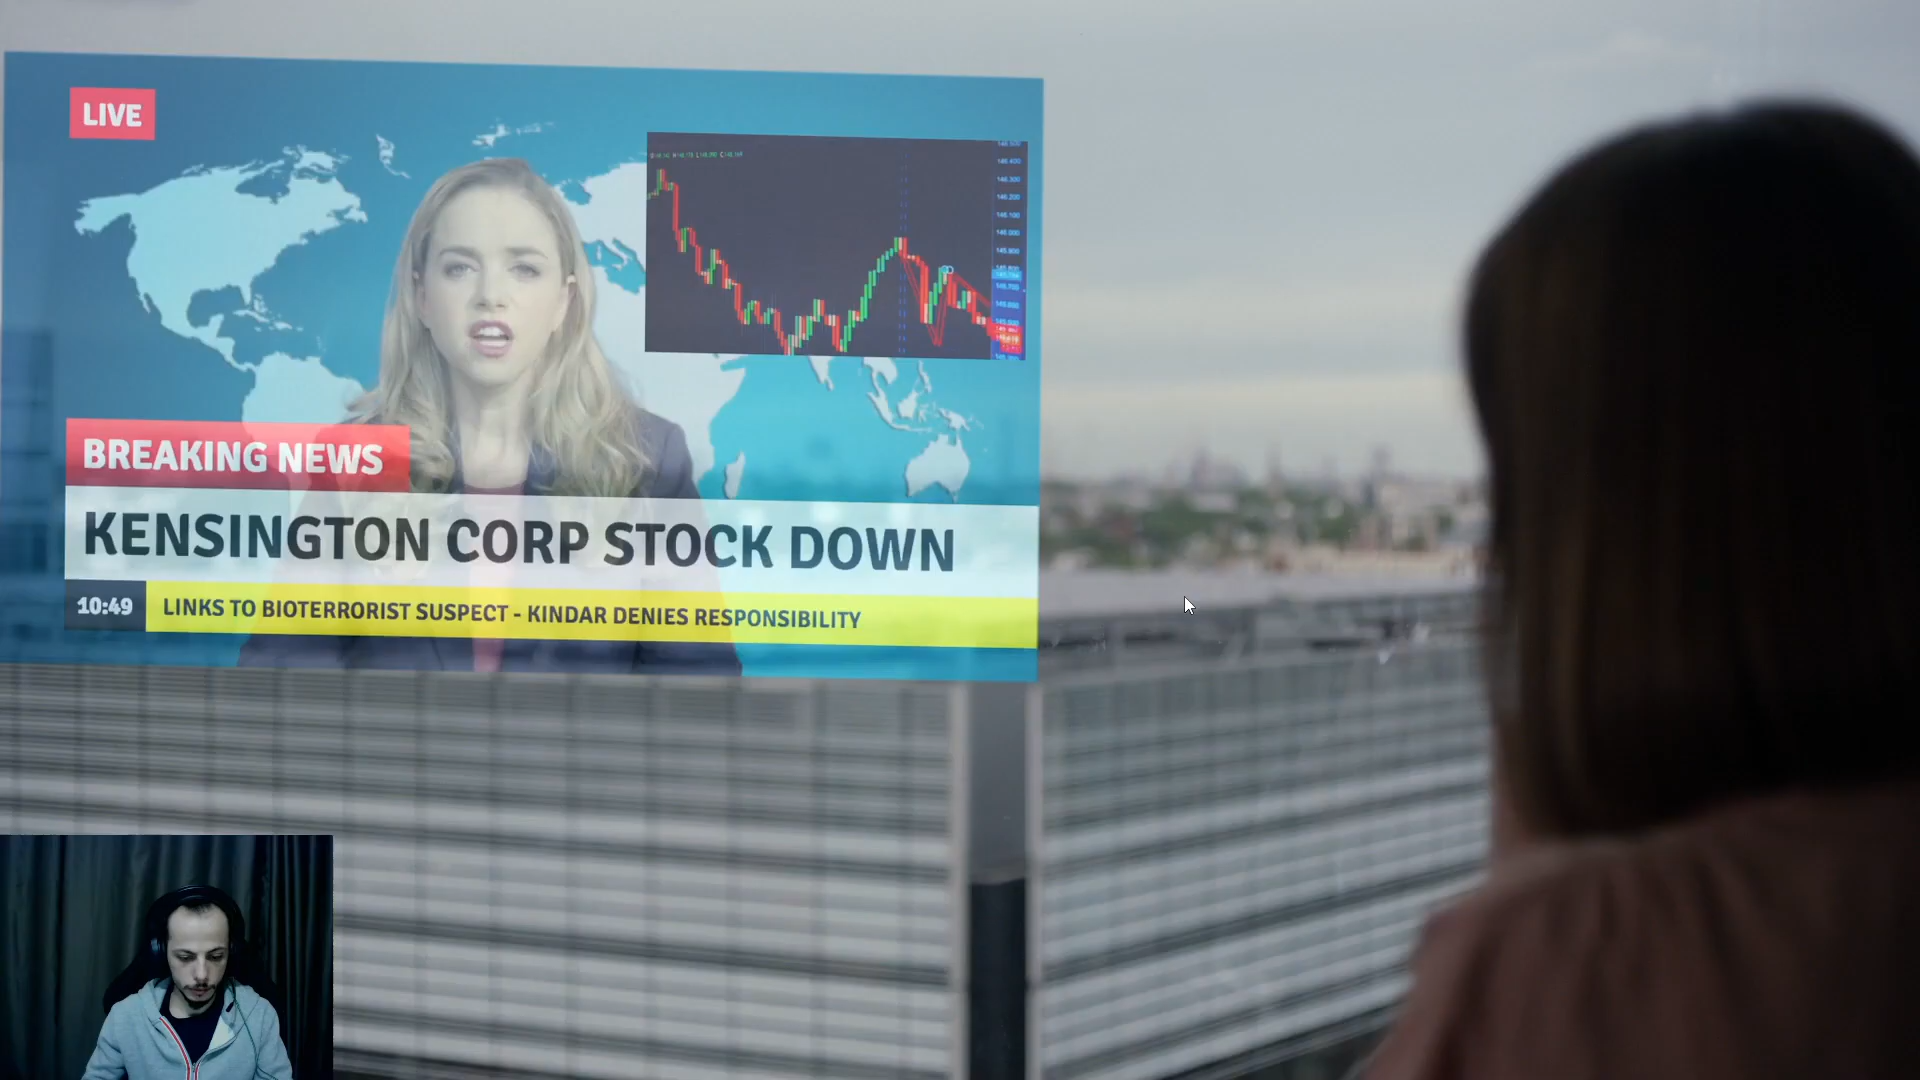 LIVE
BREAKING NEWS
KENSINGTON CORP STOCK DOWN
10:49
LINKS TO BIOTERRORIST SUSPECT - KINDAR DENIES RESPONSIBILITY